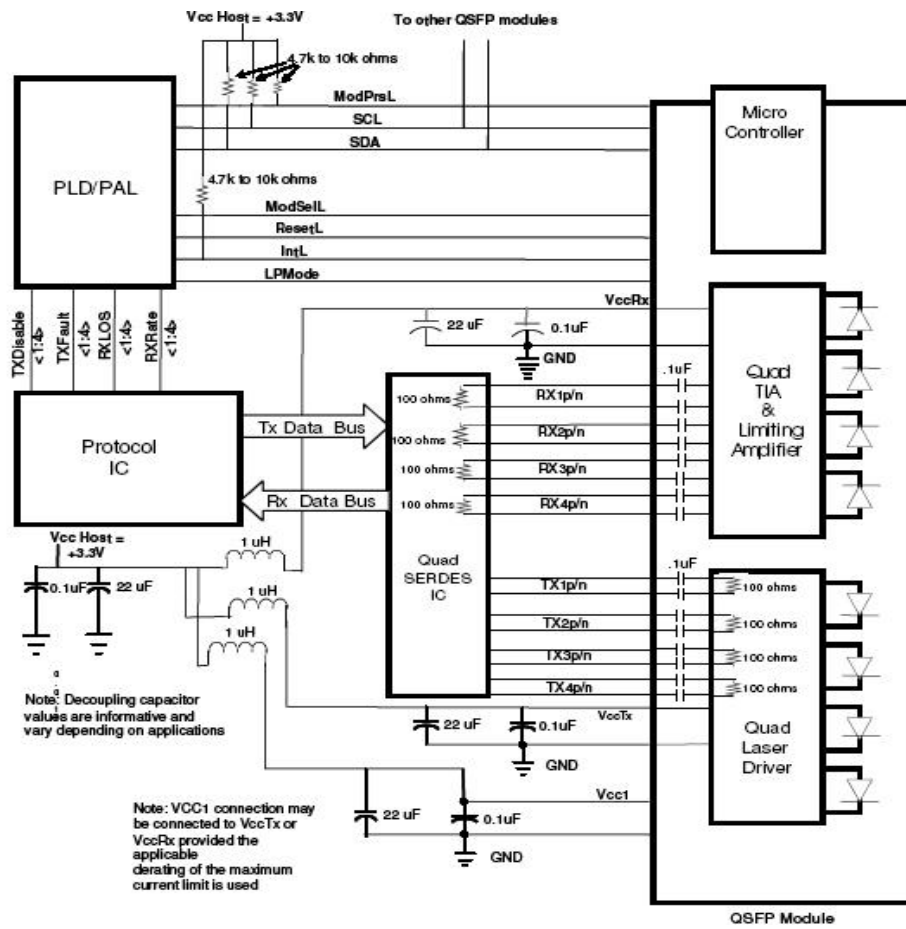 Vcc Host = +3.3V
To other QSFP modules
4.7k to 10k ohms
ModPrsL
SCL
SDA
PLD/PAL
4.7k to 10k ohms
ModSelL
ResetL
IntL
LPMode
Micro
Controller
TXDisable
<1:4>
TXFault
<1:4>
RXLOS
<1:4>
RXRate
<1:4>
VccRx
22 uF
0.1uF
GND
Protocol
IC
Tx Data Bus
Rx Data Bus
100 ohms
100 ohms
100 ohms
100 ohms
Quad
SERDES
IC
RX1p/n
RX2p/n
RX3p/n
RX4p/n
.1uF
Quad
TIA
&
Limiting
Amplifier
Vcc Host =
+3.3V
0.1uF
22 uF
1 uH
1 uH
1 uH
TX1p/n
TX2p/n
TX3p/n
TX4p/n
.1uF
100 ohms
100 ohms
100 ohms
100 ohms
Quad
Laser
Driver
VccTx
22 uF
0.1uF
GND
Note: Decoupling capacitor
values are informative and
vary depending on applications
Vcc1
22 uF
0.1uF
GND
Note: VCC1 connection may
be connected to VccTx or
VccRx provided the
applicable
derating of the maximum
current limit is used
QSFP Module